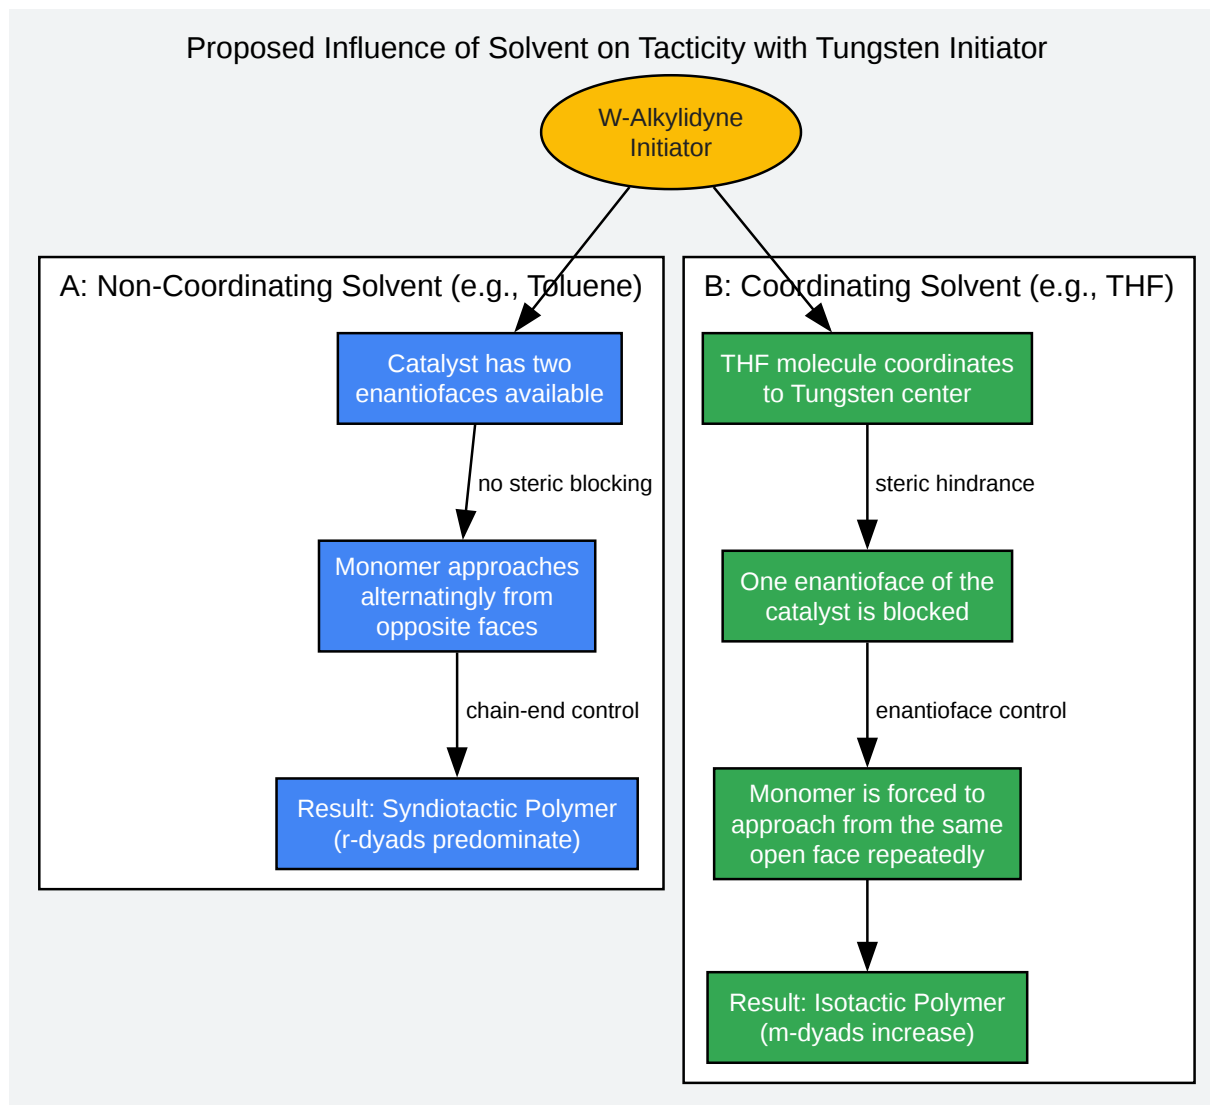 Proposed Influence of Solvent on Tacticity with Tungsten Initiator
W-Alkylidyne
Initiator
A: Non-Coordinating Solvent (e.g., Toluene)
Catalyst has two
enantiofaces available
no steric blocking
Monomer approaches
alternatingly from
opposite faces
chain-end control
Result: Syndiotactic Polymer
(r-dyads predominate)
B: Coordinating Solvent (e.g., THF)
THF molecule coordinates
to Tungsten center
steric hindrance
One enantioface of the
catalyst is blocked
enantioface control
Monomer is forced to
approach from the same
open face repeatedly
Result: Isotactic Polymer
(m-dyads increase)